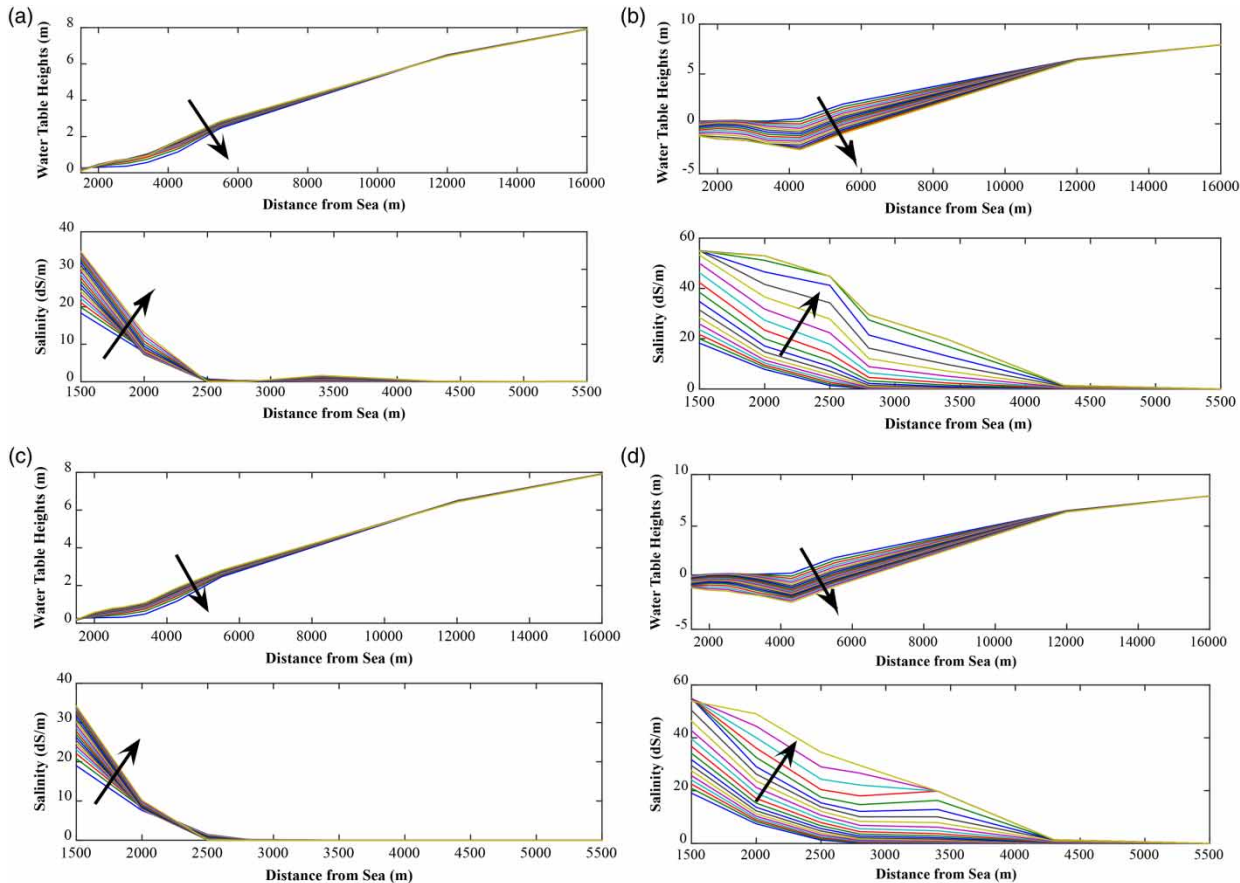 (a)
Water Table Heights (m)
8
6
4
2
0
2000 4000 6000 8000 10000 12000 14000 16000
Distance from Sea (m)
Salinity (dS/m)
40
30
20
10
0
1500 2000 2500 3000 3500 4000 4500 5000 5500
Distance from Sea (m)
(b)
Water Table Heights (m)
10
5
0
-5
2000 4000 6000 8000 10000 12000 14000 16000
Distance from Sea (m)
Salinity (dS/m)
60
40
20
0
1500 2000 2500 3000 3500 4000 4500 5000 5500
Distance from Sea (m)
(c)
Water Table Heights (m)
8
6
4
2
0
2000 4000 6000 8000 10000 12000 14000 16000
Distance from Sea (m)
Salinity (dS/m)
40
30
20
10
0
1500 2000 2500 3000 3500 4000 4500 5000 5500
Distance from Sea (m)
(d)
Water Table Heights (m)
10
5
0
-5
2000 4000 6000 8000 10000 12000 14000 16000
Distance from Sea (m)
Salinity (dS/m)
60
40
20
0
1500 2000 2500 3000 3500 4000 4500 5000 5500
Distance from Sea (m)